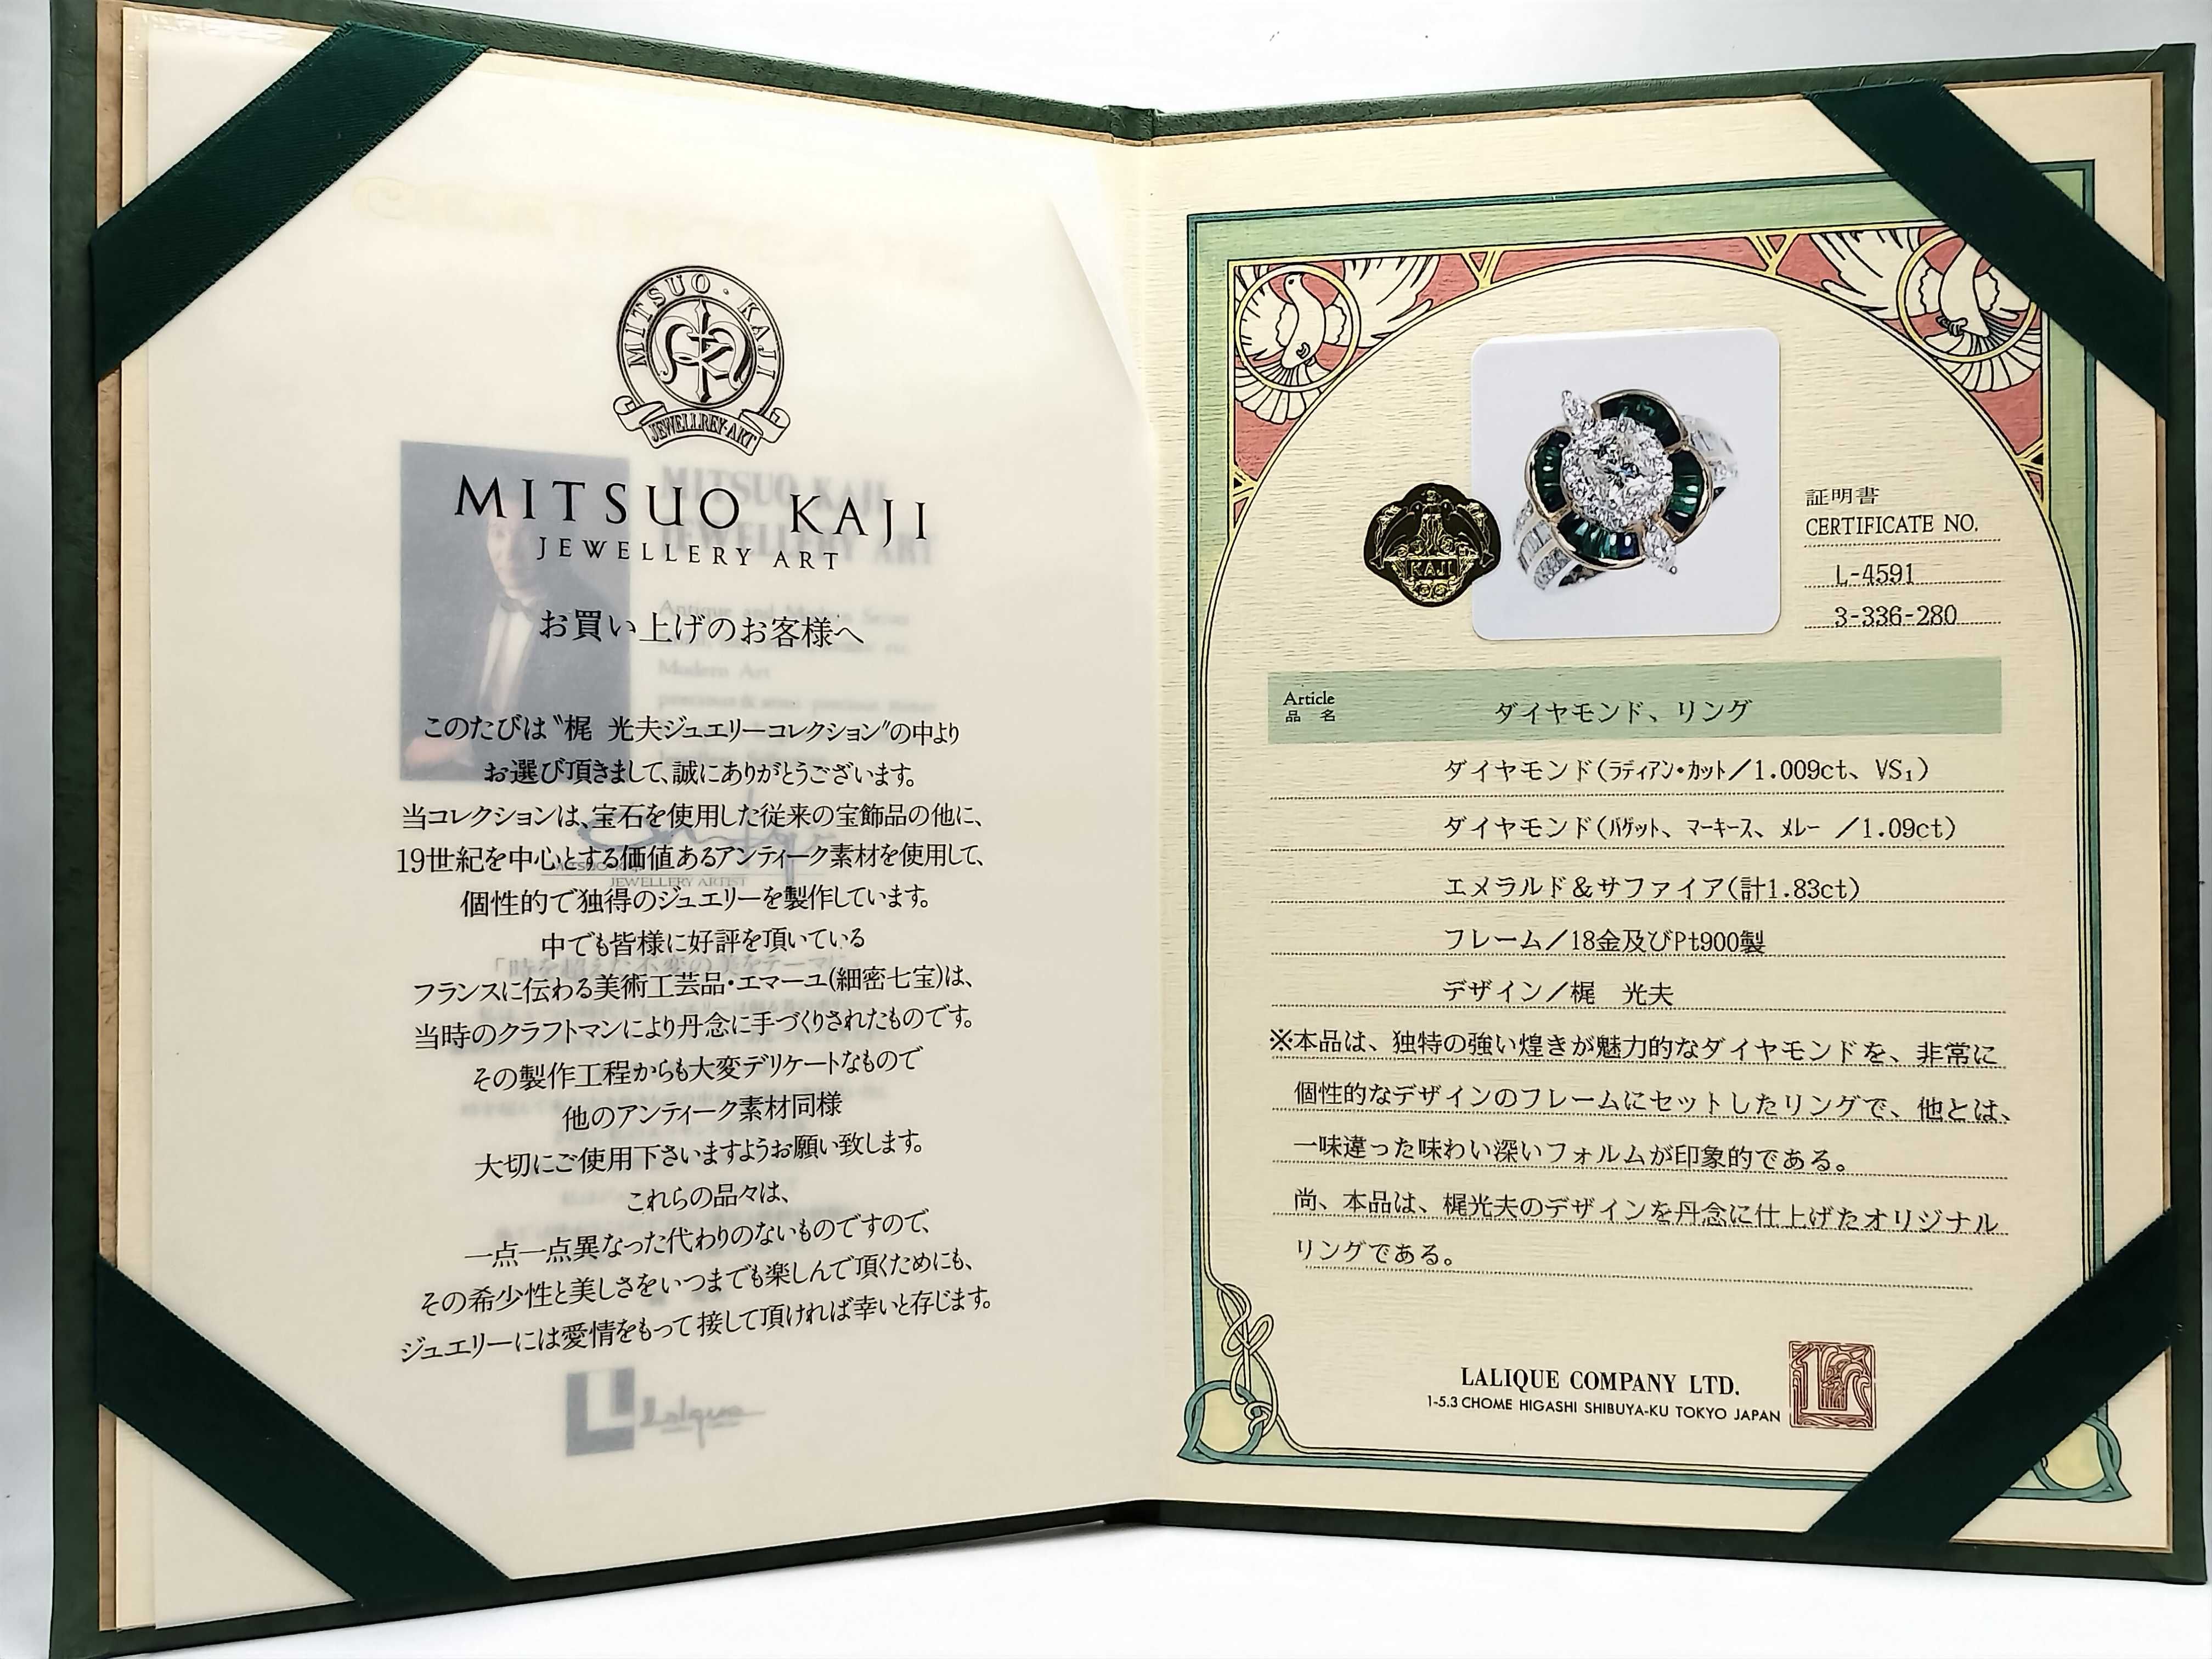 MITSUO・KAJI
JEWELLREY・ART
MITSUO KAJI
JEWELLERY ART
お買い上げのお客様へ
このたびは〝梶 光夫ジュエリーコレクション〞の中より
お選び頂きまして、誠にありがとうございます。
当コレクションは、宝石を使用した従来の宝飾品の他に、
19世紀を中心とする価値あるアンティーク素材を使用して、
個性的で独得のジュエリーを製作しています。
中でも皆様に好評を頂いている
フランスに伝わる美術工芸品・エマーユ(細密七宝)は、
当時のクラフトマンにより丹念に手づくりされたものです。
その製作工程からも大変デリケートなもので
他のアンティーク素材同様
大切にご使用下さいますようお願い致します。
これらの品々は、
一点一点異なった代わりのないものですので、
その希少性と美しさをいつまでも楽しんで頂くためにも、
ジュエリーには愛情をもって接して頂ければ幸いと存じます。
MITSUO KAJI
JEWELLERY ART
Modern Art
JEWELLERY ARTIST
「時を超えた不変の美をテーマに」
Lalique
KAJI
証明書
CERTIFICATE NO.
L-4591
3-336-280
Article
品 名
ダイヤモンド、リング
ダイヤモンド(ﾗﾃﾞｨｱﾝ・ｶｯﾄ／1.009ct、VS₁)
ダイヤモンド(ﾊﾞｹﾞｯﾄ、ﾏｰｷｰｽ、ﾒﾚｰ ／1.09ct)
エメラルド＆サファイア(計1.83ct)
フレーム／18金及びPt900製
デザイン／梶 光夫
※本品は、独特の強い煌きが魅力的なダイヤモンドを、非常に
個性的なデザインのフレームにセットしたリングで、他とは、
一味違った味わい深いフォルムが印象的である。
尚、本品は、梶光夫のデザインを丹念に仕上げたオリジナル
リングである。
LALIQUE COMPANY LTD.
1-5.3 CHOME HIGASHI SHIBUYA-KU TOKYO JAPAN